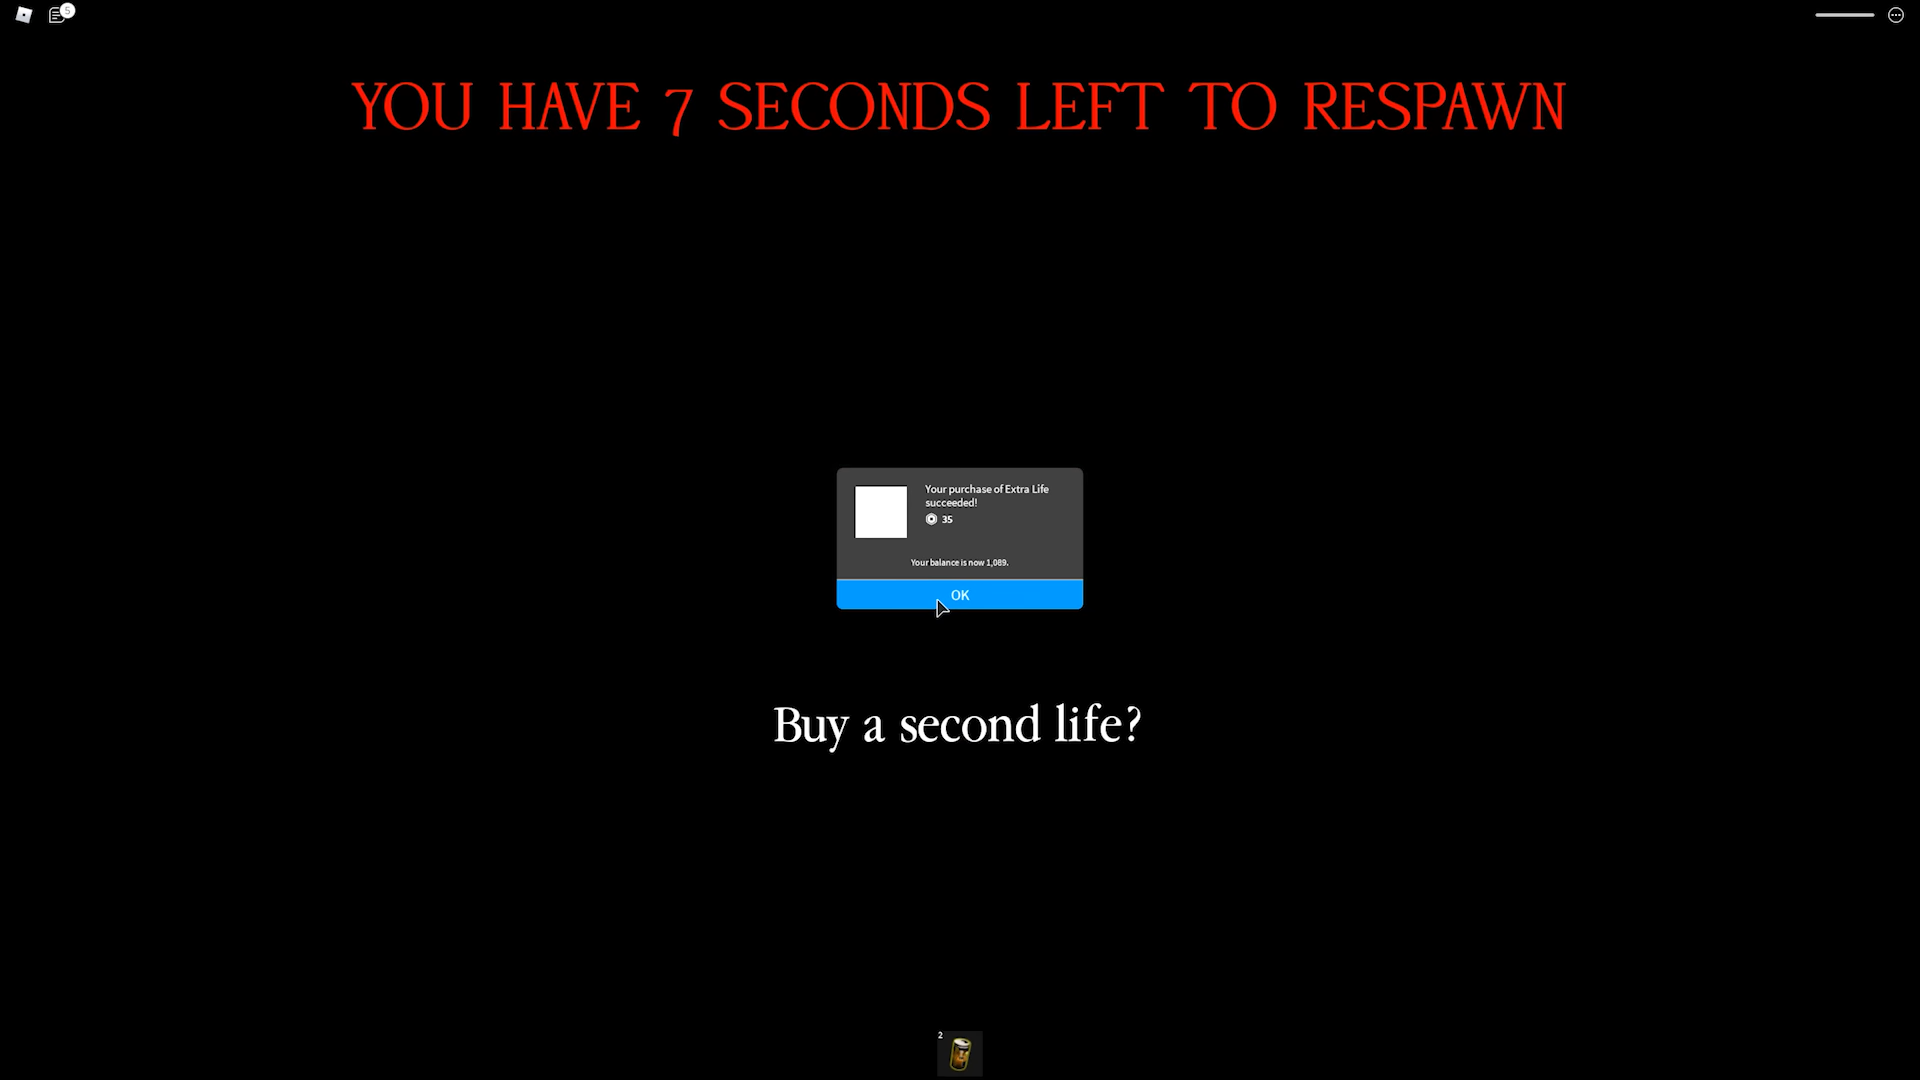 5
YOU HAVE 7 SECONDS LEFT TO RESPAWN
Your purchase of Extra Life
succeeded!
35
Your balance is now 1,089.
OK
Buy a second life?
2